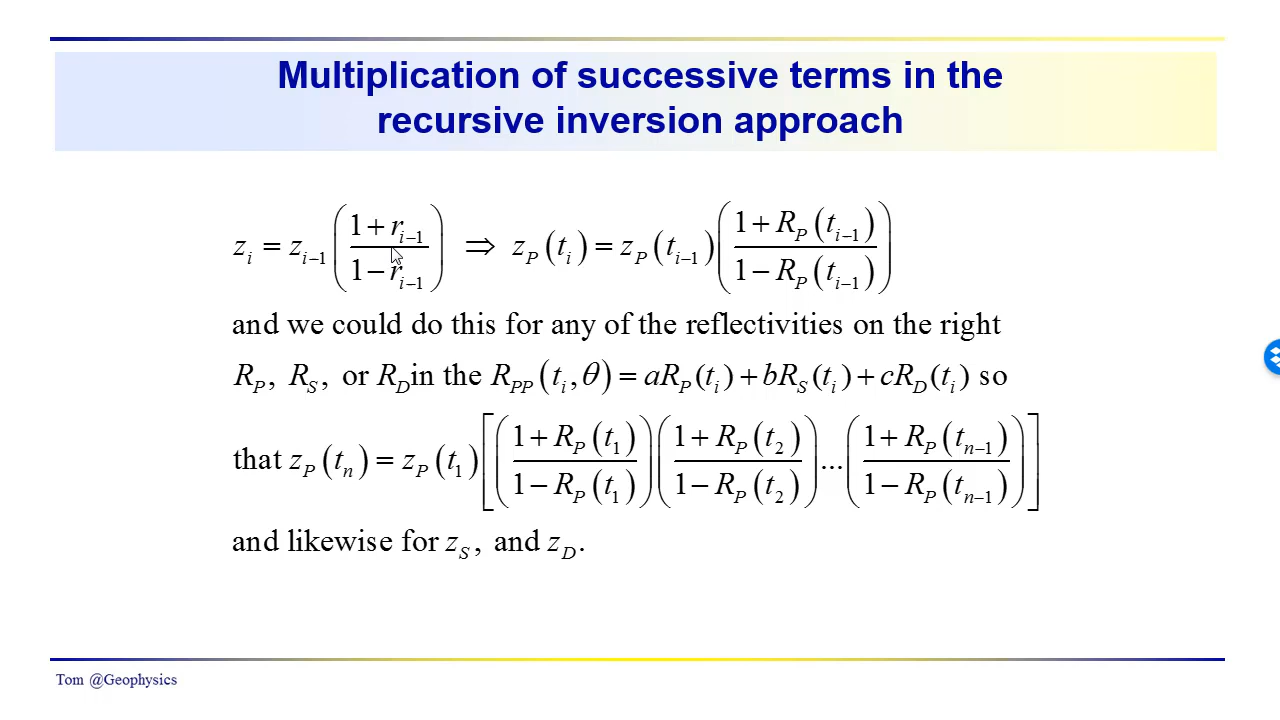 Multiplication of successive terms in the
recursive inversion approach
z_i = z_{i−1} ( (1 + r_{i−1}) / (1 − r_{i−1}) ) ⇒ z_P(t_i) = z_P(t_{i−1}) ( (1 + R_P(t_{i−1})) / (1 − R_P(t_{i−1})) )
and we could do this for any of the reflectivities on the right
R_P, R_S, or R_D in the R_{PP}(t_i, θ) = aR_P(t_i) + bR_S(t_i) + cR_D(t_i) so
that z_P(t_n) = z_P(t_1) [ ( (1 + R_P(t_1)) / (1 − R_P(t_1)) ) ( (1 + R_P(t_2)) / (1 − R_P(t_2)) ) ... ( (1 + R_P(t_{n−1})) / (1 − R_P(t_{n−1})) ) ]
and likewise for z_S, and z_D.
Tom @Geophysics